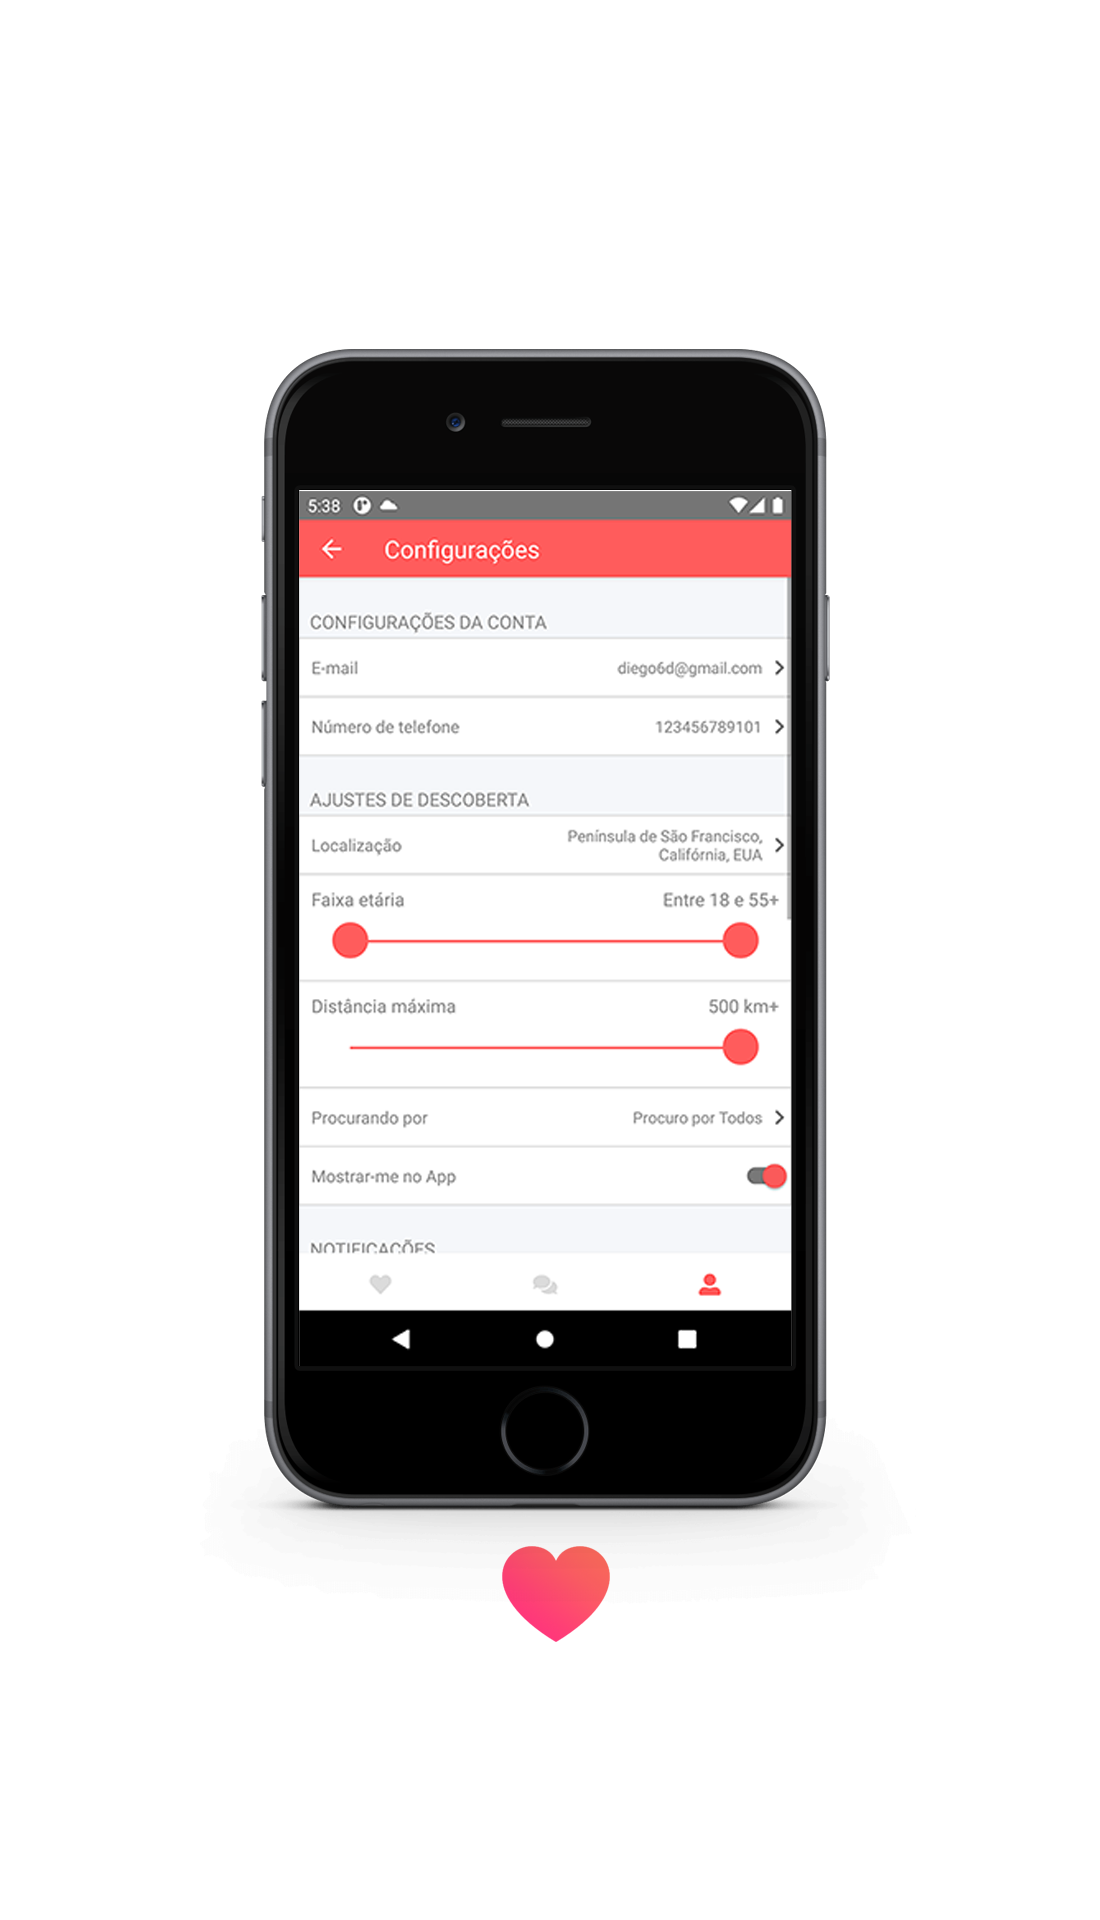 5:38
Configurações
CONFIGURAÇÕES DA CONTA
E-mail diego6d@gmail.com
Número de telefone 123456789101
AJUSTES DE DESCOBERTA
Localização Península de São Francisco,
Califórnia, EUA
Faixa etária Entre 18 e 55+
Distância máxima 500 km+
Procurando por Procuro por Todos
Mostrar-me no App
NOTIFICAÇÕES